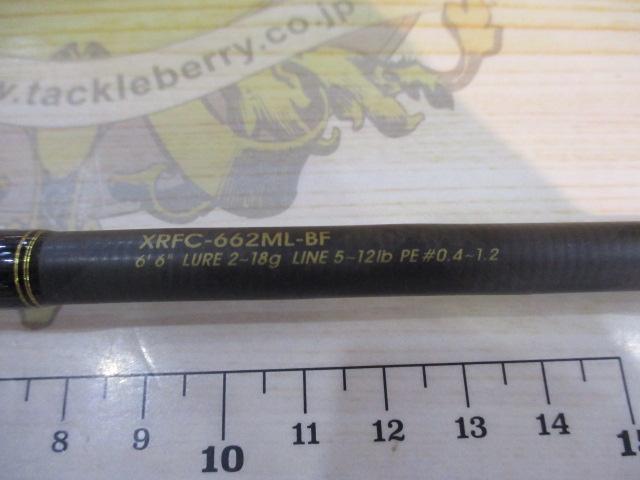 w.tackleberry.co.jp
XRFC-662ML-BF
6'6" LURE 2~18g LINE 5~12lb PE #0.4~1.2
8 9 10 11 12 13 14 15